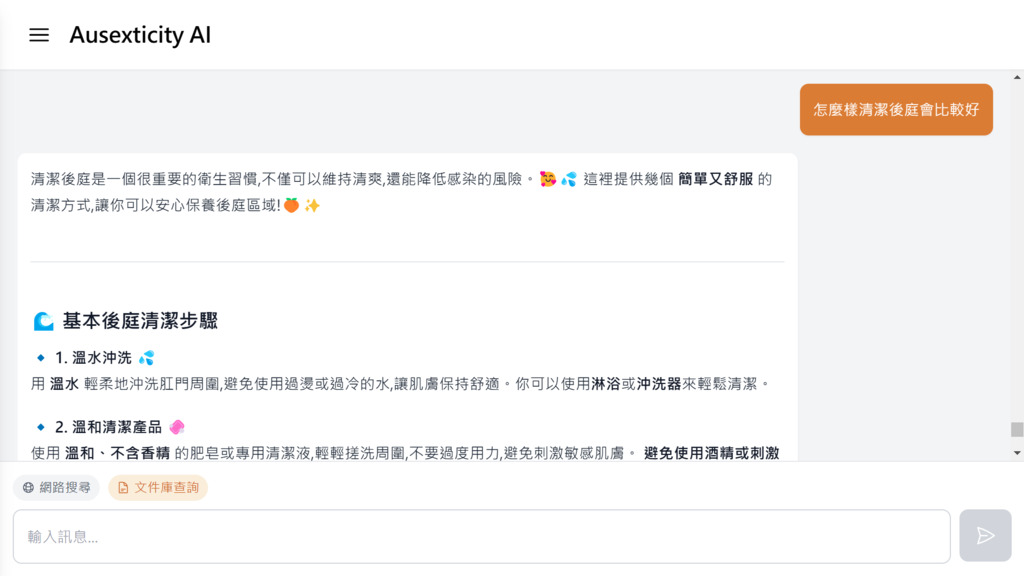 Ausexticity AI
怎麼樣清潔後庭會比較好
清潔後庭是一個很重要的衛生習慣,不僅可以維持清爽,還能降低感染的風險。🥰 💦 這裡提供幾個 簡單又舒服 的
清潔方式,讓你可以安心保養後庭區域!🍑 ✨
🌊 基本後庭清潔步驟
🔹 1. 溫水沖洗 💦
用 溫水 輕柔地沖洗肛門周圍,避免使用過燙或過冷的水,讓肌膚保持舒適。你可以使用淋浴或沖洗器來輕鬆清潔。
🔹 2. 溫和清潔產品 🧼
使用 溫和、不含香精 的肥皂或專用清潔液,輕輕搓洗周圍,不要過度用力,避免刺激敏感肌膚。 避免使用酒精或刺激
網路搜尋
文件庫查詢
輸入訊息...